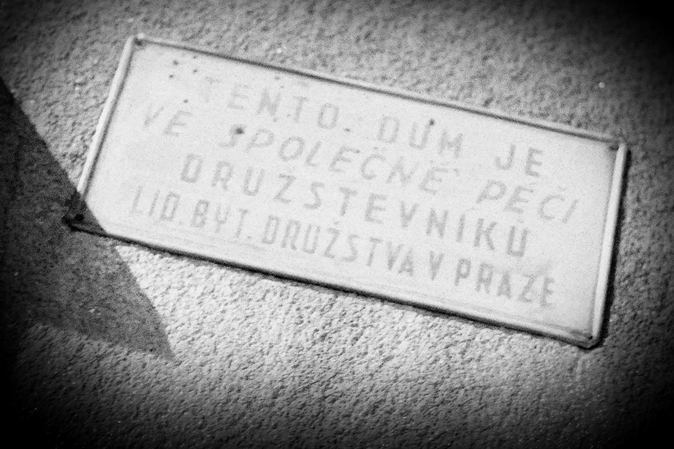 TENTO DŮM JE
VE SPOLEČNÉ PÉČI
DRUŽSTEVNÍKŮ
LID. BYT. DRUŽSTVA V PRAZE